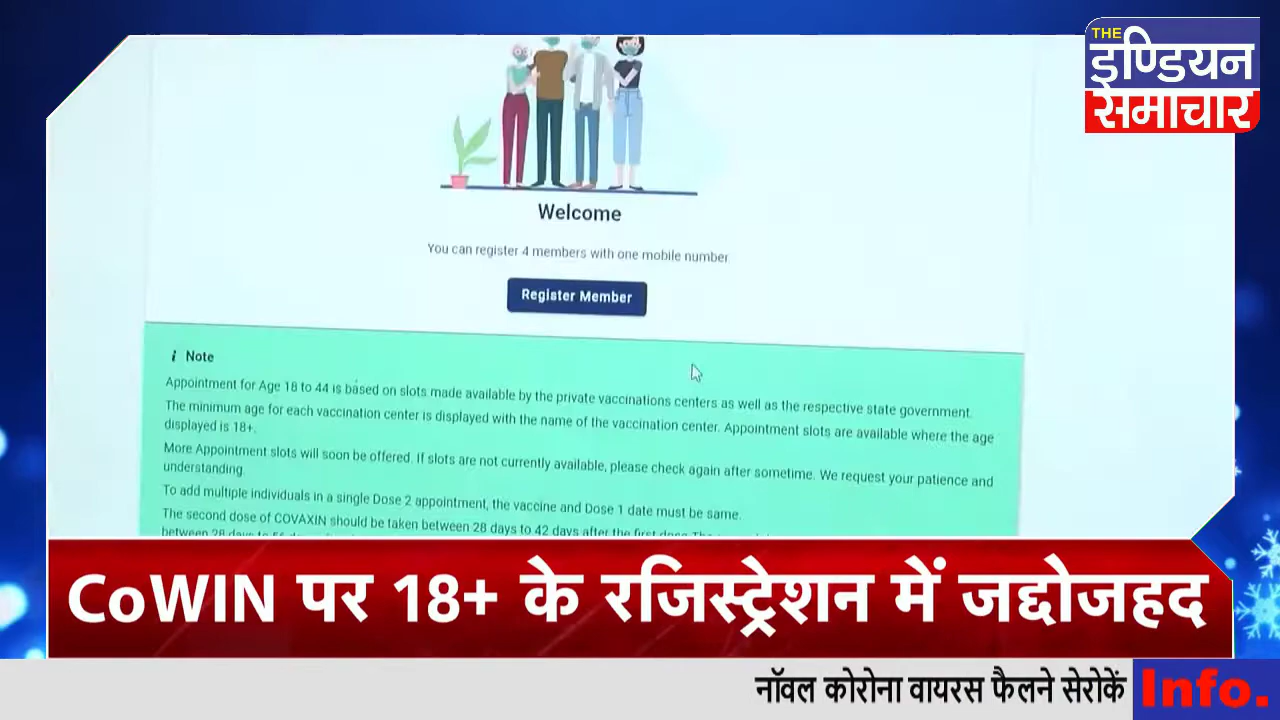 THE
इण्डियन
समाचार
Welcome
You can register 4 members with one mobile number
Register Member
i Note
Appointment for Age 18 to 44 is based on slots made available by the private vaccinations centers as well as the respective state government.
The minimum age for each vaccination center is displayed with the name of the vaccination center. Appointment slots are available where the age
displayed is 18+.
More Appointment slots will soon be offered. If slots are not currently available, please check again after sometime. We request your patience and
understanding.
To add multiple individuals in a single Dose 2 appointment, the vaccine and Dose 1 date must be same.
The second dose of COVAXIN should be taken between 28 days to 42 days after the first dose. The
between 28 days to 56
CoWIN पर 18+ के रजिस्ट्रेशन में जद्दोजहद
नॉवल कोरोना वायरस फैलने सेरोकें
Info.